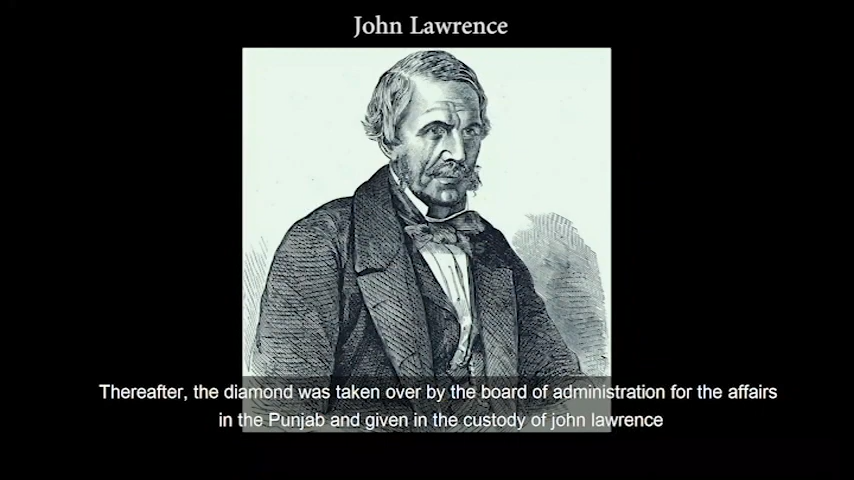 John Lawrence
Thereafter, the diamond was taken over by the board of administration for the affairs
in the Punjab and given in the custody of john lawrence